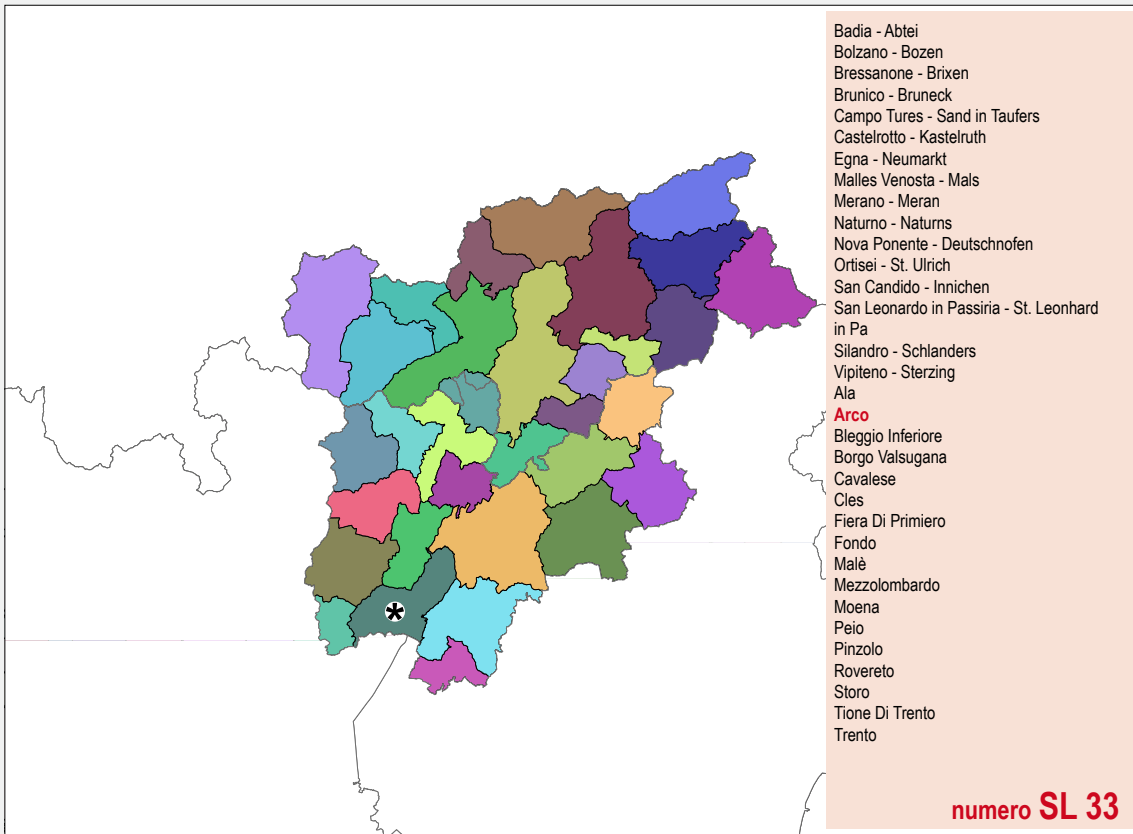 Badia - Abtei
Bolzano - Bozen
Bressanone - Brixen
Brunico - Bruneck
Campo Tures - Sand in Taufers
Castelrotto - Kastelruth
Egna - Neumarkt
Malles Venosta - Mals
Merano - Meran
Naturno - Naturns
Nova Ponente - Deutschnofen
Ortisei - St. Ulrich
San Candido - Innichen
San Leonardo in Passiria - St. Leonhard
in Pa
Silandro - Schlanders
Vipiteno - Sterzing
Ala
Arco
Bleggio Inferiore
Borgo Valsugana
Cavalese
Cles
Fiera Di Primiero
Fondo
Malè
Mezzolombardo
Moena
Peio
Pinzolo
Rovereto
Storo
Tione Di Trento
Trento
numero SL 33
*